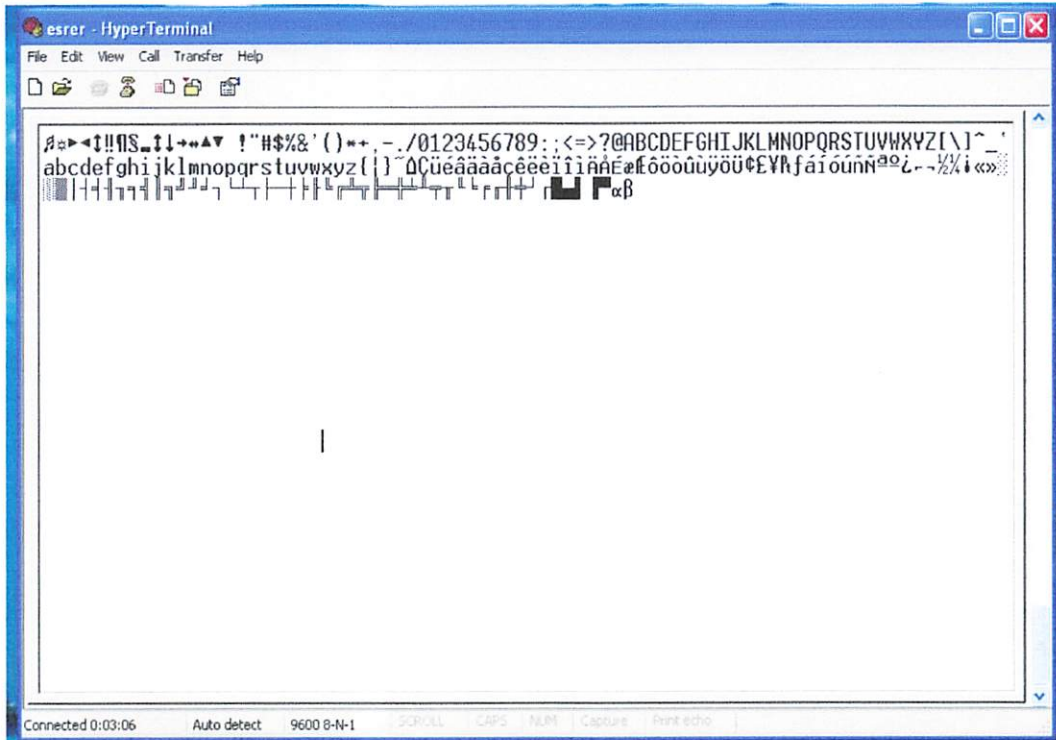 esrer - HyperTerminal
File Edit View Call Transfer Help
♬☼►◄↕‼¶§▬↨↓→↔▲▼ !"#$%&'()*+,-./0123456789:;<=>?@ABCDEFGHIJKLMNOPQRSTUVWXYZ[\]^_`
abcdefghijklmnopqrstuvwxyz{¦}~⌂ÇüéâäàåçêëèïîìÄÅÉæÆôöòûùÿÖÜ¢£¥₧ƒáíóúñÑªº¿⌐¬½¼¡«»░
▒▓│┤╡╢╖╕╣║╗╝╜╛┐└┴┬├─┼╞╟╚╔╩╦╠═╬╧╨╤╥╙╘╒╓╫╪┘┌█▄▌▐▀αβ
Connected 0:03:06 Auto detect 9600 8-N-1 SCROLL CAPS NUM Capture Print echo